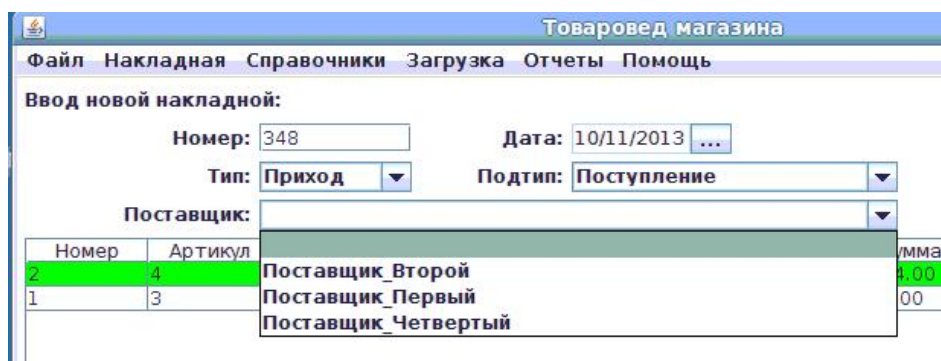 Товаровед магазина
Файл Накладная Справочники Загрузка Отчеты Помощь
Ввод новой накладной:
Номер: 348 Дата: 10/11/2013 ...
Тип: Приход Подтип: Поступление
Поставщик:
Номер Артикул
2 4
Поставщик_Второй
1 3 Поставщик_Первый 00
Поставщик_Четвертый